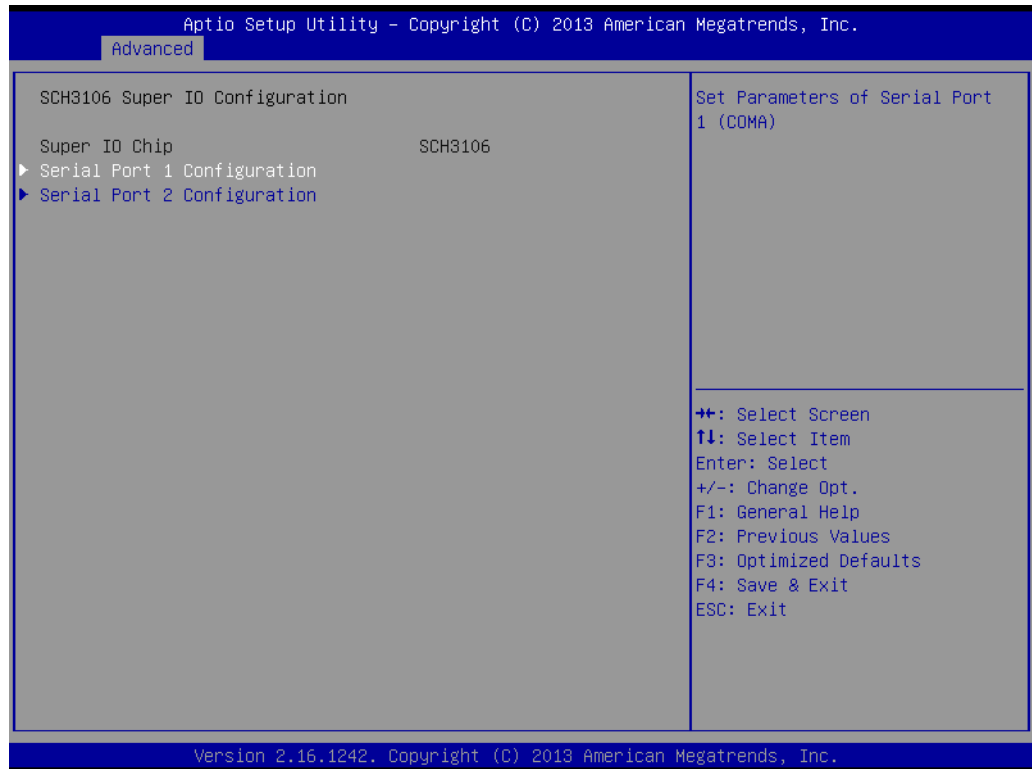 Aptio Setup Utility – Copyright (C) 2013 American Megatrends, Inc.
Advanced
SCH3106 Super IO Configuration
Super IO Chip SCH3106
► Serial Port 1 Configuration
► Serial Port 2 Configuration
Set Parameters of Serial Port
1 (COMA)
→←: Select Screen
↑↓: Select Item
Enter: Select
+/-: Change Opt.
F1: General Help
F2: Previous Values
F3: Optimized Defaults
F4: Save & Exit
ESC: Exit
Version 2.16.1242. Copyright (C) 2013 American Megatrends, Inc.